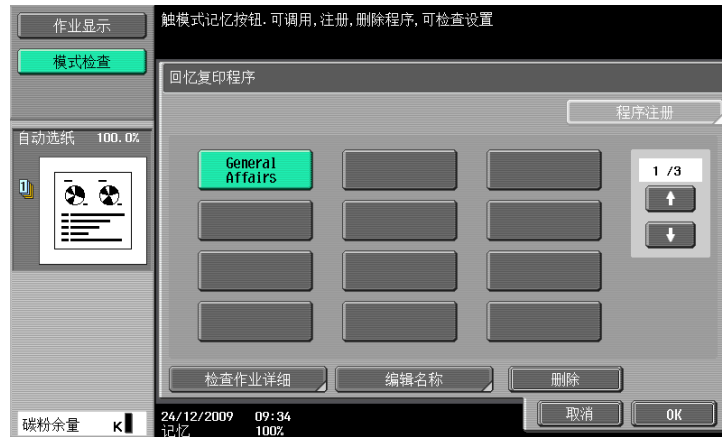 作业显示
模式检查
触模式记忆按钮.可调用,注册,删除程序,可检查设置
回忆复印程序
程序注册
自动选纸 100.0%
1
General
Affairs
1 /3
检查作业详细
编辑名称
删除
取消
OK
碳粉余量 K
24/12/2009 09:34
记忆 100%